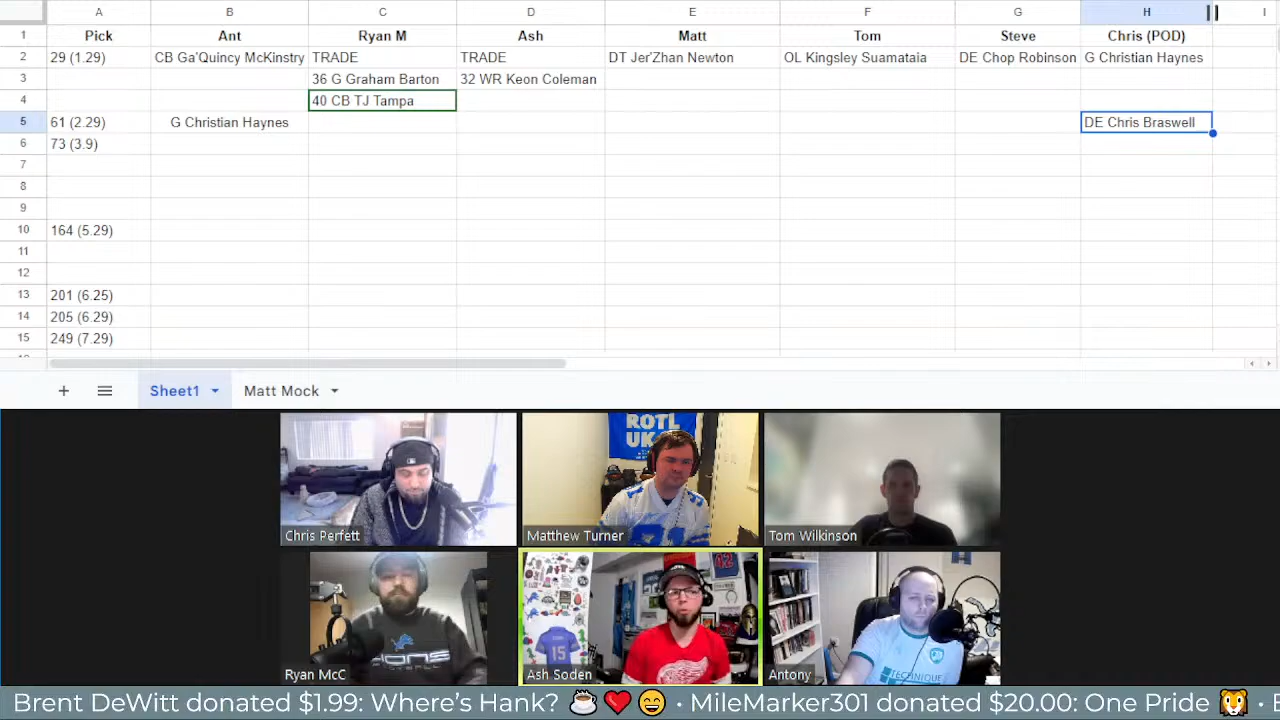 A B C D E F G H I
1 Pick Ant Ryan M Ash Matt Tom Steve Chris (POD)
2 29 (1.29) CB Ga'Quincy McKinstry TRADE TRADE DT Jer'Zhan Newton OL Kingsley Suamataia DE Chop Robinson G Christian Haynes
3 36 G Graham Barton 32 WR Keon Coleman
4 40 CB TJ Tampa
5 61 (2.29) G Christian Haynes DE Chris Braswell
6 73 (3.9)
7
8
9
10 164 (5.29)
11
12
13 201 (6.25)
14 205 (6.29)
15 249 (7.29)
Sheet1 Matt Mock
ROTL
UK
Chris Perfett Matthew Turner Tom Wilkinson
42
LIONS
15
TECHNIQUE
Ryan McC Ash Soden Antony
Brent DeWitt donated $1.99: Where's Hank? ☕❤️😄 · MileMarker301 donated $20.00: One Pride 🦁 ·